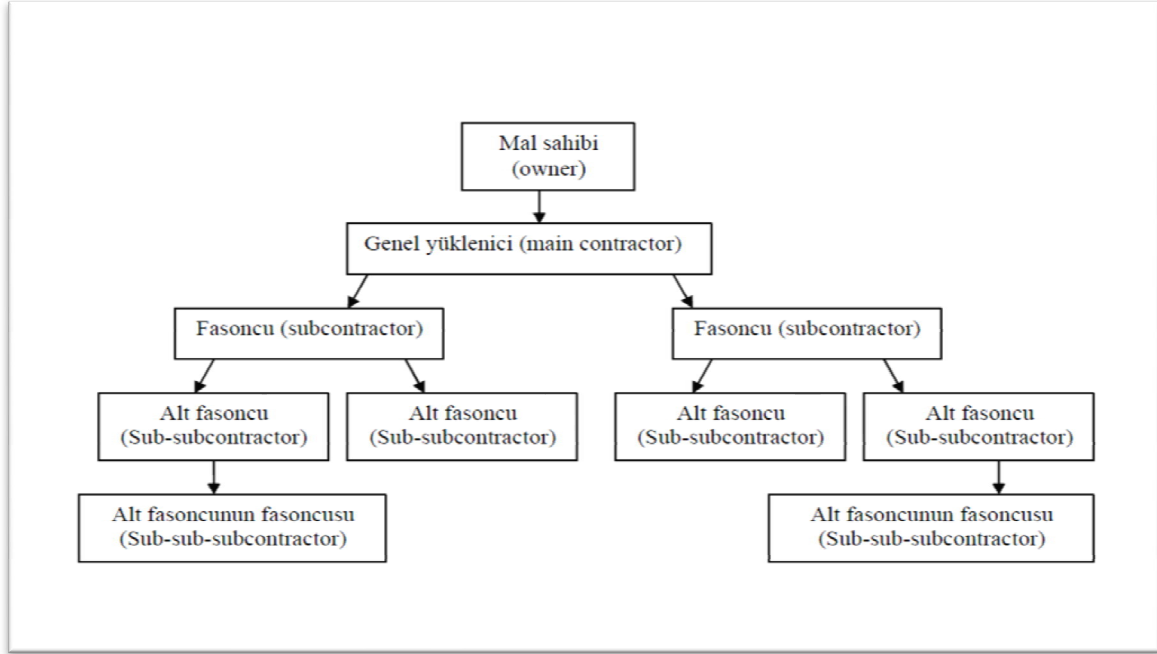 Mal sahibi
(owner)
Genel yüklenici (main contractor)
Fasoncu (subcontractor)
Fasoncu (subcontractor)
Alt fasoncu
(Sub-subcontractor)
Alt fasoncu
(Sub-subcontractor)
Alt fasoncu
(Sub-subcontractor)
Alt fasoncu
(Sub-subcontractor)
Alt fasoncunun fasoncusu
(Sub-sub-subcontractor)
Alt fasoncunun fasoncusu
(Sub-sub-subcontractor)